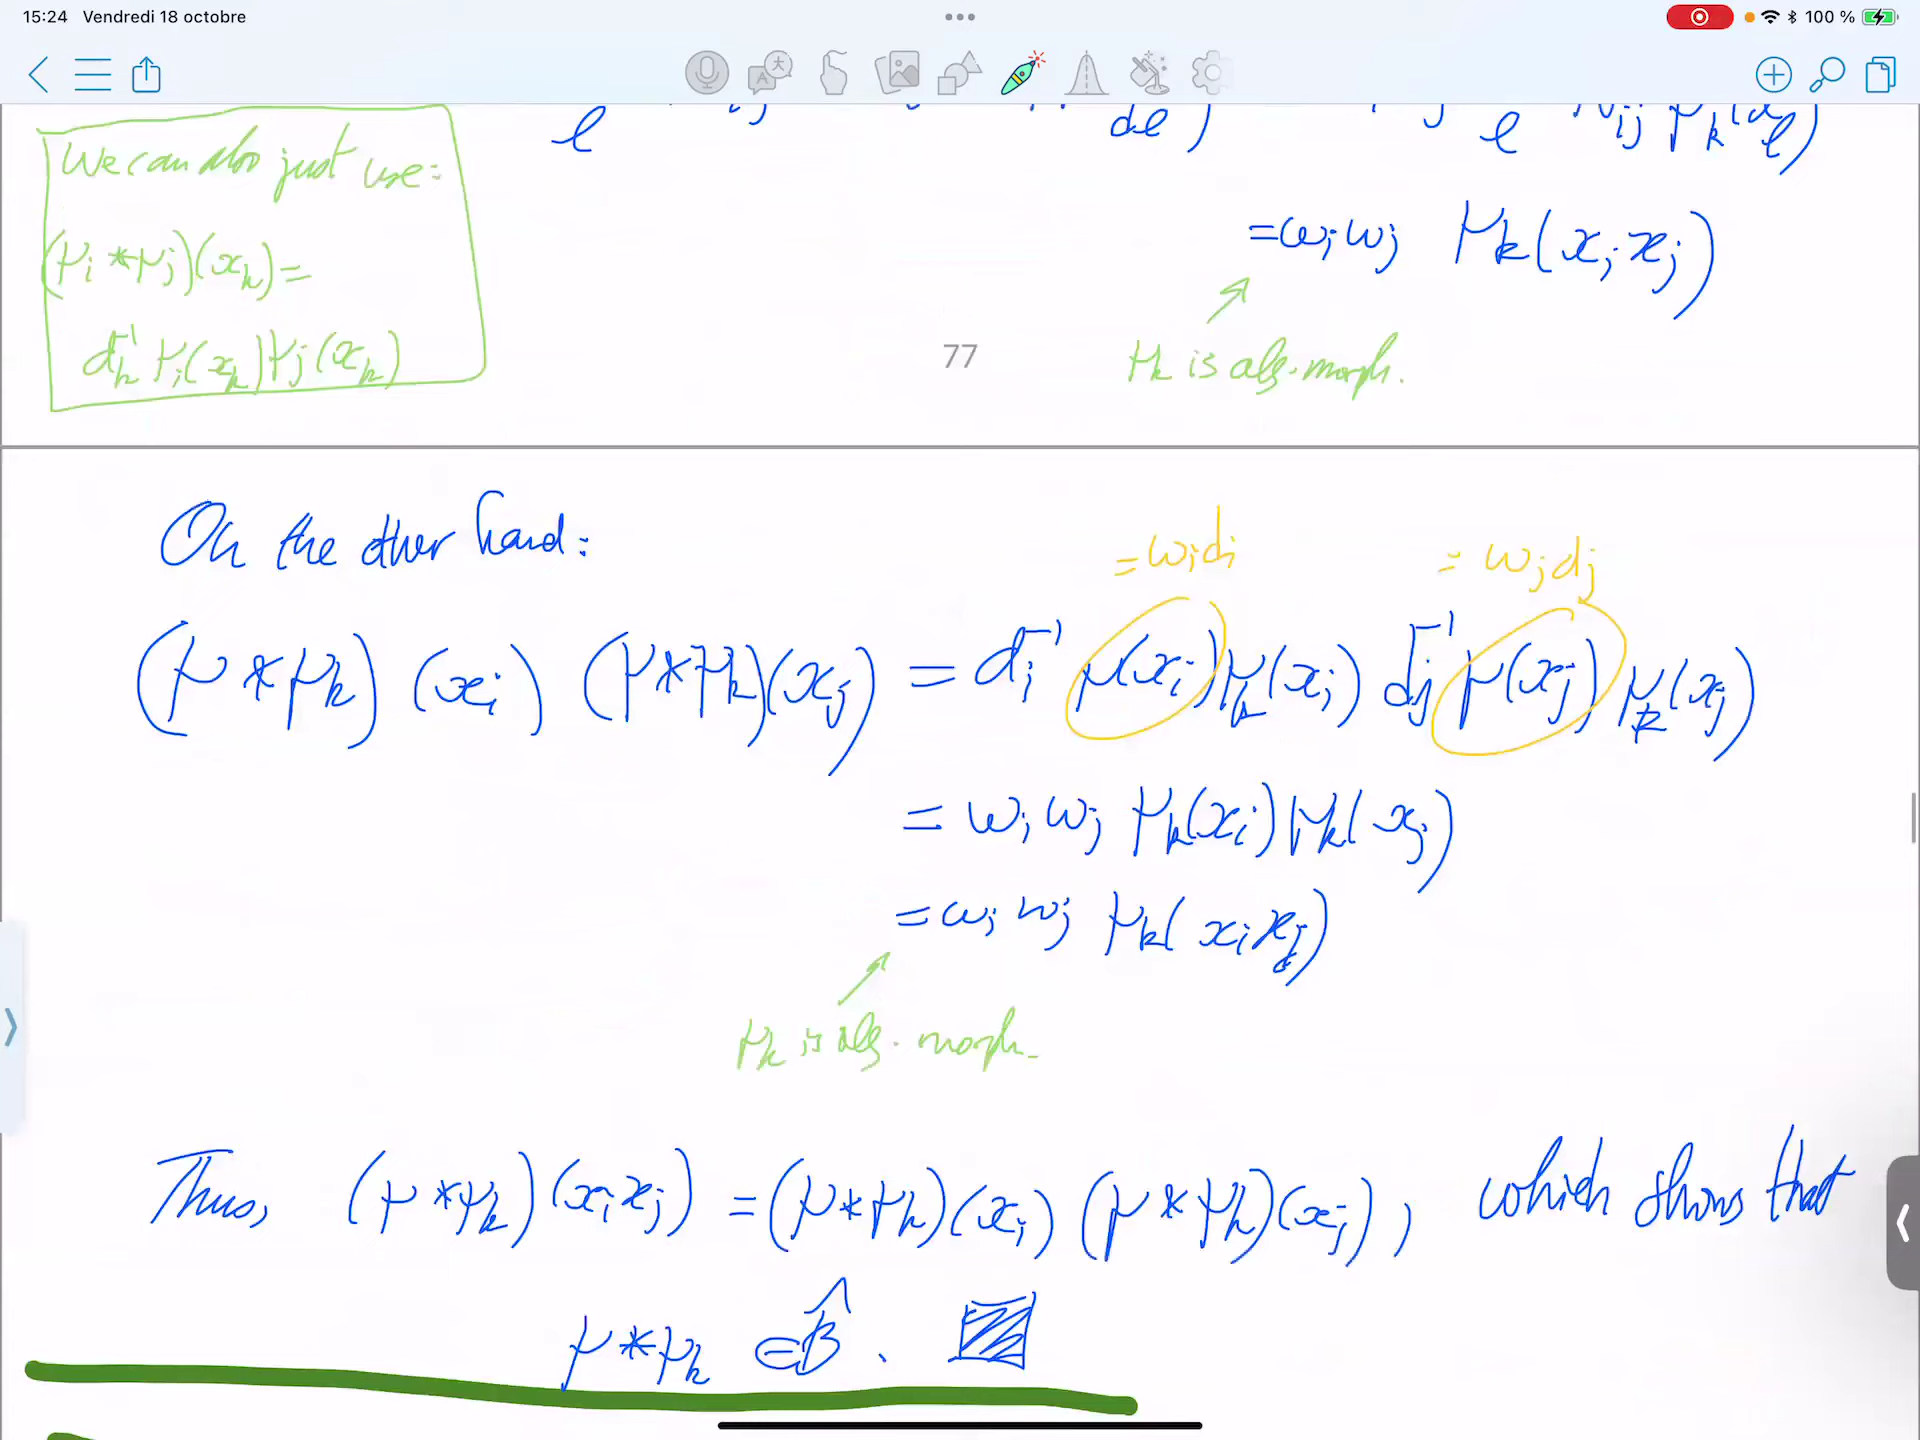 15:24 Vendredi 18 octobre 100 %
We can also just use:
(μi * μj)(xk) =
dk⁻¹ μi(xk) μj(xk)
= ωi ωj μk(xi xj)
μk is alg. morph.
77
On the other hand:
= ωi di = ωj dj
(μ * μk)(xi) (μ * μk)(xj) = di⁻¹ μ(xi) μk(xi) dj⁻¹ μ(xj) μk(xj)
= ωi ωj μk(xi) μk(xj)
= ωi ωj μk(xi xj)
μk is alg. morph.
Thus, (μ * μk)(xi xj) = (μ * μk)(xi) (μ * μk)(xj), which shows that
μ * μk ∈ B̂.